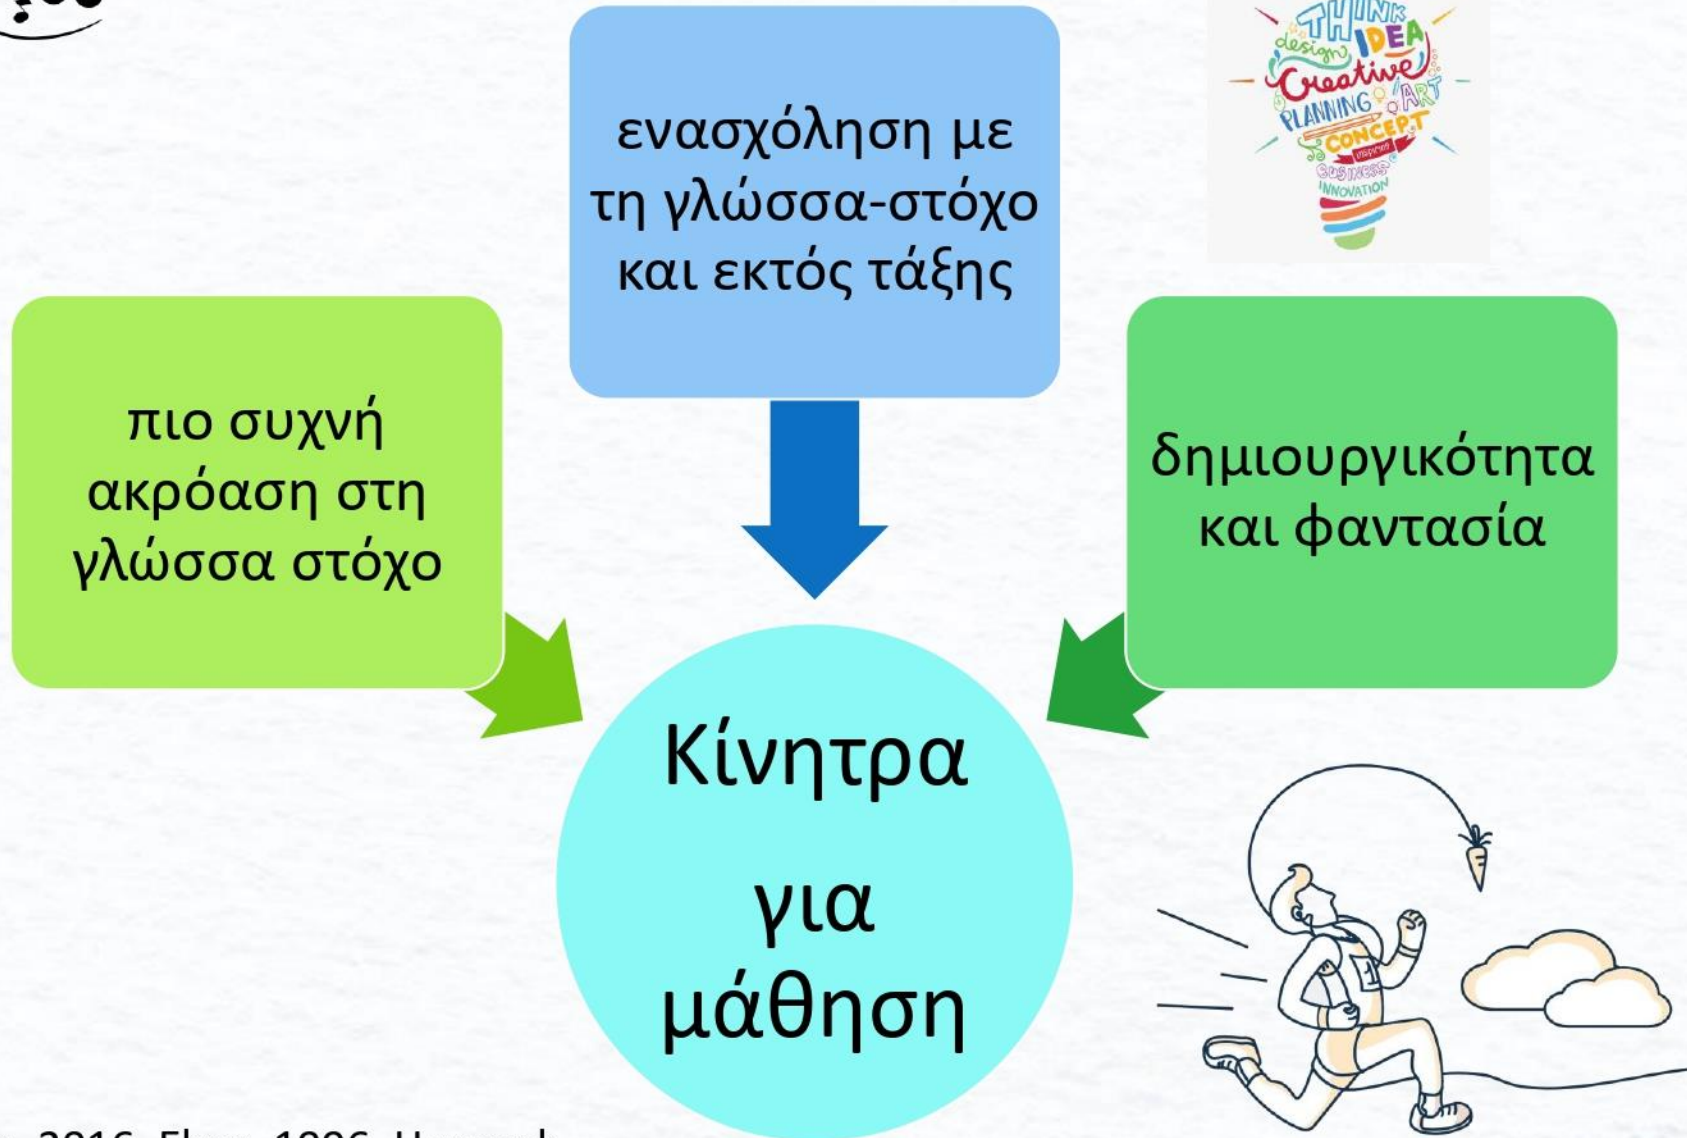 ενασχόληση με
τη γλώσσα-στόχο
και εκτός τάξης
THINK
design IDEA
Creative
PLANNING ART
CONCEPT
BUSINESS
INNOVATION
πιο συχνή
ακρόαση στη
γλώσσα στόχο
δημιουργικότητα
και φαντασία
Κίνητρα
για
μάθηση
1